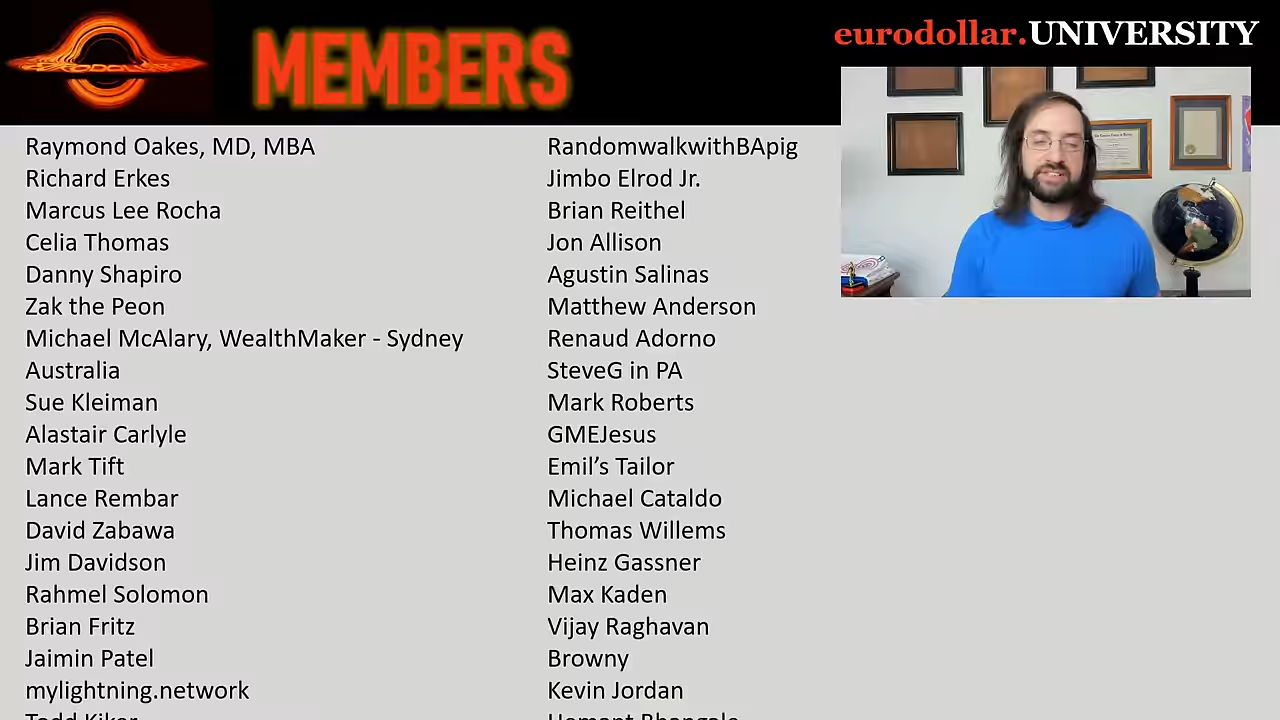 MEMBERS
eurodollar.UNIVERSITY
Raymond Oakes, MD, MBA
Richard Erkes
Marcus Lee Rocha
Celia Thomas
Danny Shapiro
Zak the Peon
Michael McAlary, WealthMaker - Sydney
Australia
Sue Kleiman
Alastair Carlyle
Mark Tift
Lance Rembar
David Zabawa
Jim Davidson
Rahmel Solomon
Brian Fritz
Jaimin Patel
mylightning.network
Todd Kiker
RandomwalkwithBApig
Jimbo Elrod Jr.
Brian Reithel
Jon Allison
Agustin Salinas
Matthew Anderson
Renaud Adorno
SteveG in PA
Mark Roberts
GMEJesus
Emil’s Tailor
Michael Cataldo
Thomas Willems
Heinz Gassner
Max Kaden
Vijay Raghavan
Browny
Kevin Jordan
Hemant Bhangale